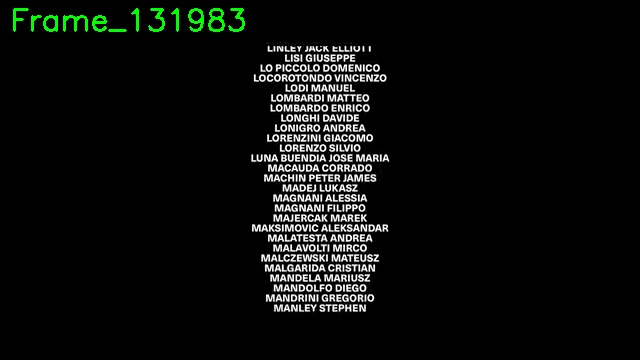 Frame_131983
LINLEY JACK ELLIOTT
LISI GIUSEPPE
LO PICCOLO DOMENICO
LOCOROTONDO VINCENZO
LODI MANUEL
LOMBARDI MATTEO
LOMBARDO ENRICO
LONGHI DAVIDE
LONIGRO ANDREA
LORENZINI GIACOMO
LORENZO SILVIO
LUNA BUENDIA JOSE MARIA
MACAUDA CORRADO
MACHIN PETER JAMES
MADEJ LUKASZ
MAGNANI ALESSIA
MAGNANI FILIPPO
MAJERCAK MAREK
MAKSIMOVIC ALEKSANDAR
MALATESTA ANDREA
MALAVOLTI MIRCO
MALCZEWSKI MATEUSZ
MALGARIDA CRISTIAN
MANDELA MARIUSZ
MANDOLFO DIEGO
MANDRINI GREGORIO
MANLEY STEPHEN